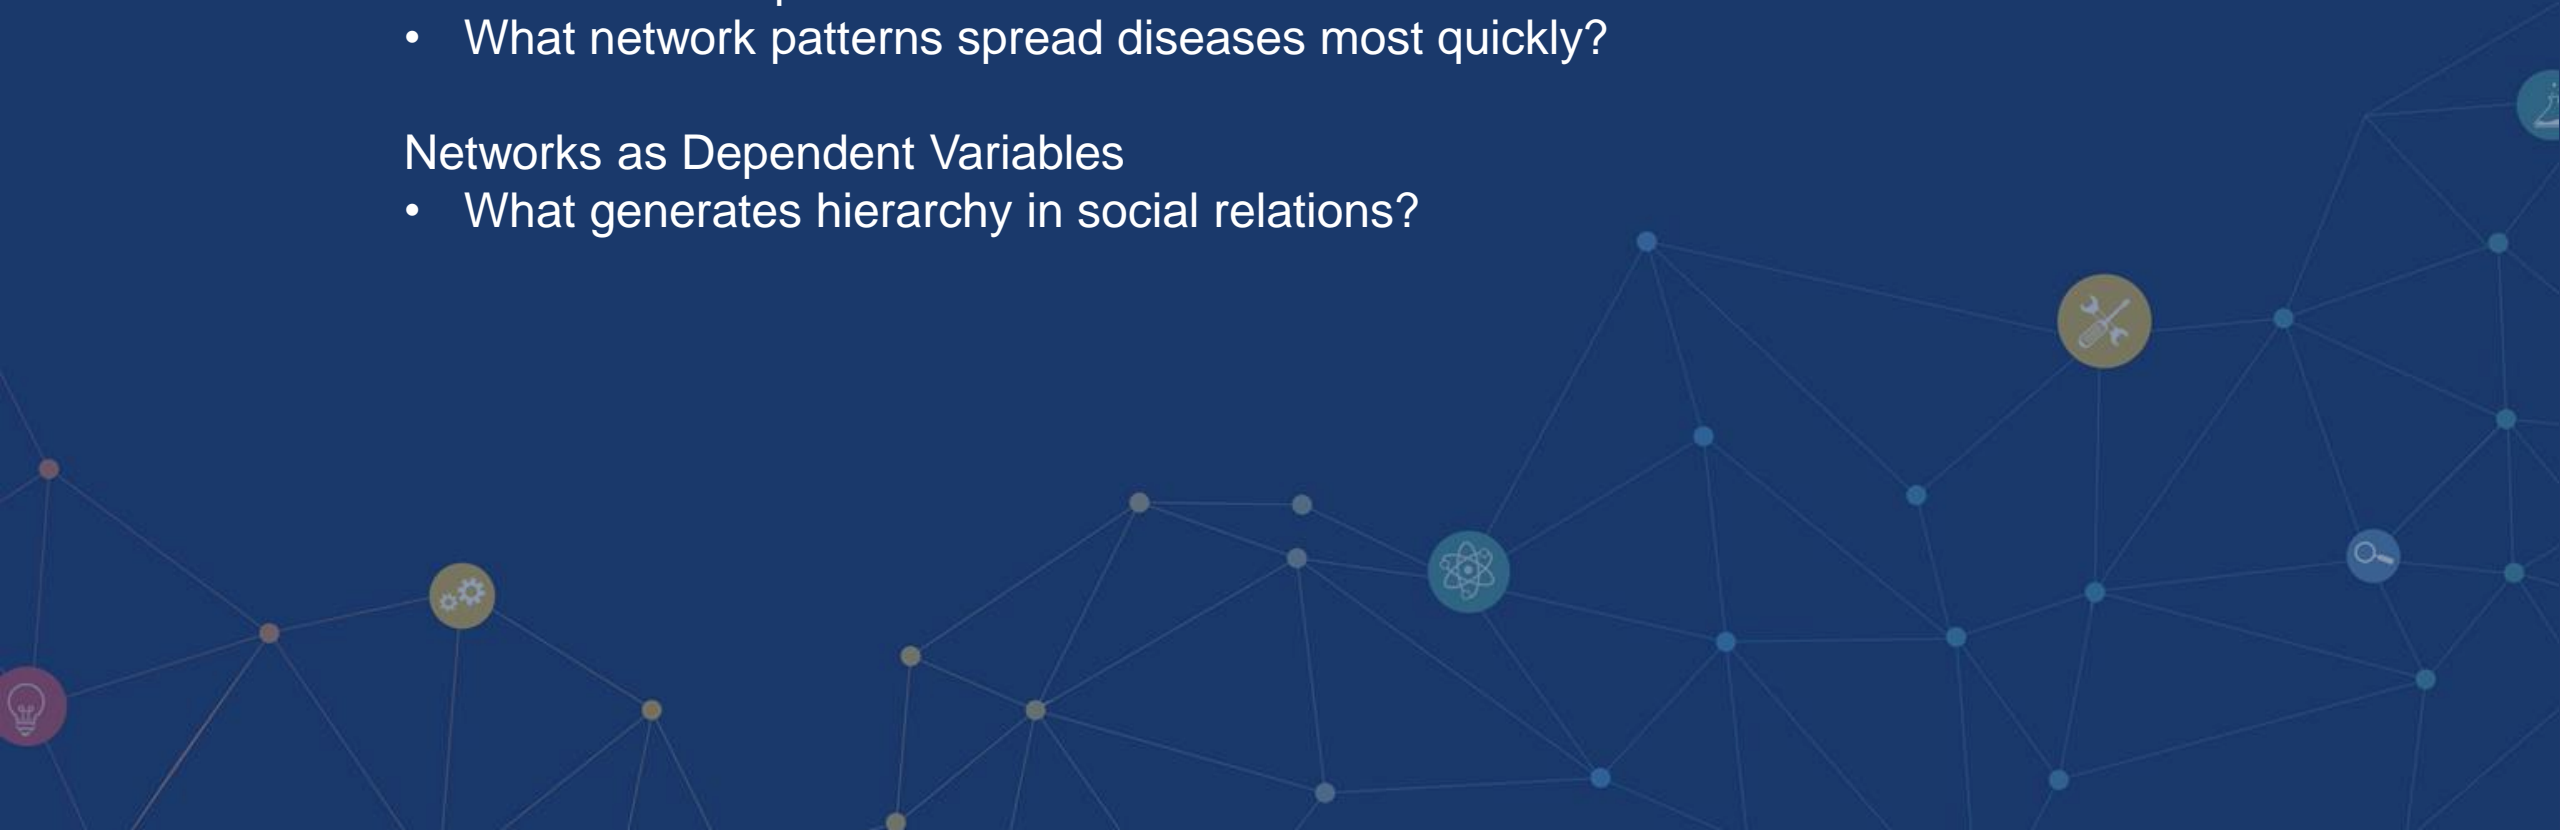 • What network patterns spread diseases most quickly?
Networks as Dependent Variables
• What generates hierarchy in social relations?